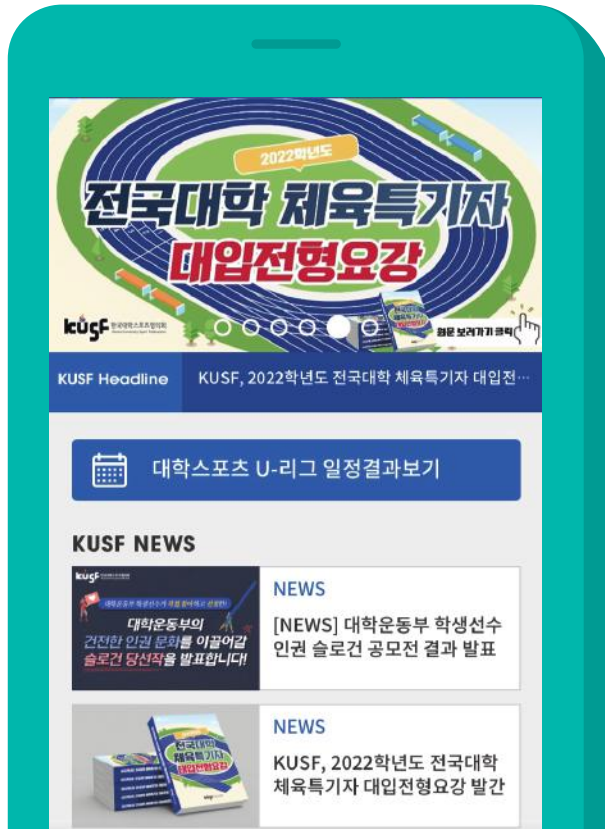 2022학년도
전국대학 체육특기자
대입전형요강
kusf 한국대학스포츠협의회
원문 보러가기 클릭
KUSF Headline
KUSF, 2022학년도 전국대학 체육특기자 대입전…
대학스포츠 U-리그 일정결과보기
KUSF NEWS
kusf
대학운동부의
건전한 인권 문화를 이끌어갈
슬로건 당선작을 발표합니다!
NEWS
[NEWS] 대학운동부 학생선수
인권 슬로건 공모전 결과 발표
전국대학
체육특기자
대입전형요강
NEWS
KUSF, 2022학년도 전국대학
체육특기자 대입전형요강 발간